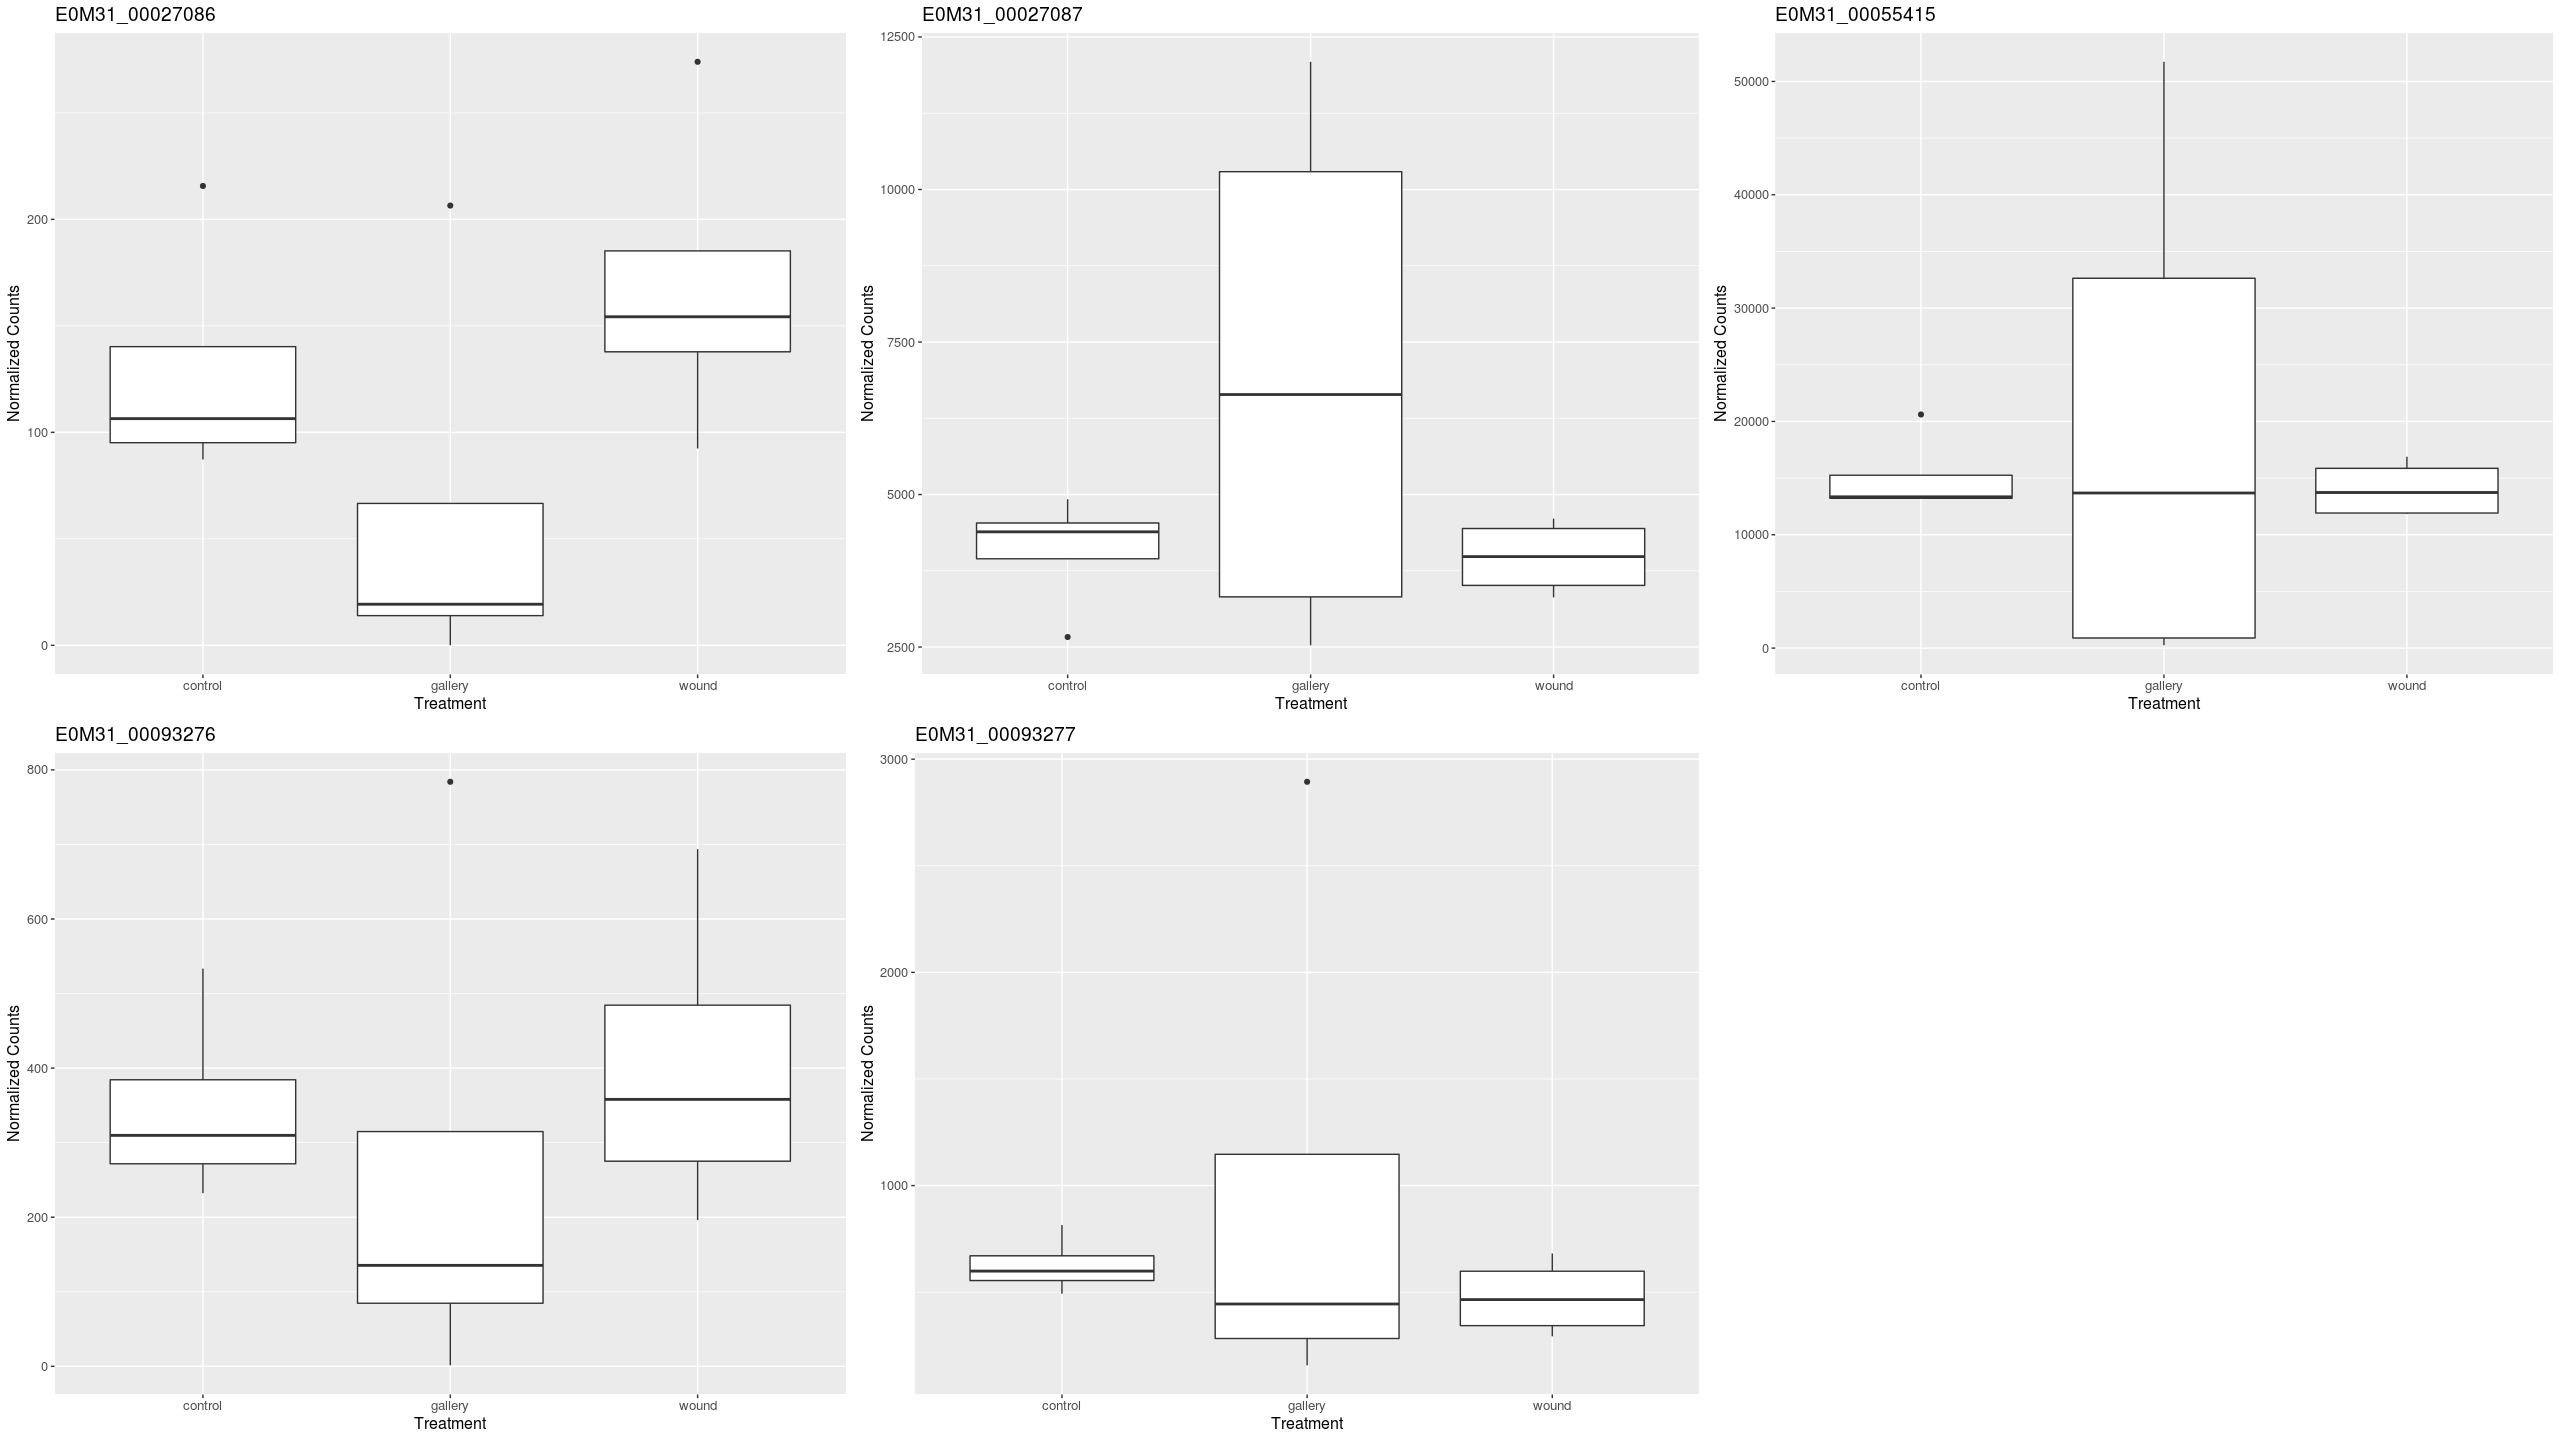 E0M31_00027086
Normalized Counts
200
100
0
control gallery wound
Treatment
E0M31_00027087
Normalized Counts
12500
10000
7500
5000
2500
control gallery wound
Treatment
E0M31_00055415
Normalized Counts
50000
40000
30000
20000
10000
0
control gallery wound
Treatment
E0M31_00093276
Normalized Counts
800
600
400
200
0
control gallery wound
Treatment
E0M31_00093277
Normalized Counts
3000
2000
1000
control gallery wound
Treatment